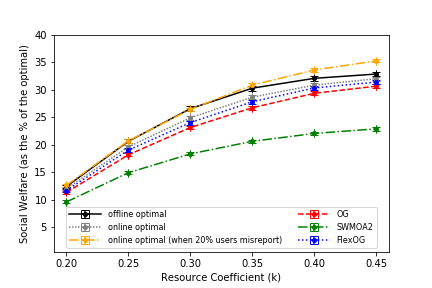 40
35
30
25
20
15
10
5
Social Welfare (as the % of the optimal)
offline optimal
online optimal
online optimal (when 20% users misreport)
OG
SWMOA2
FlexOG
0.20 0.25 0.30 0.35 0.40 0.45
Resource Coefficient (k)